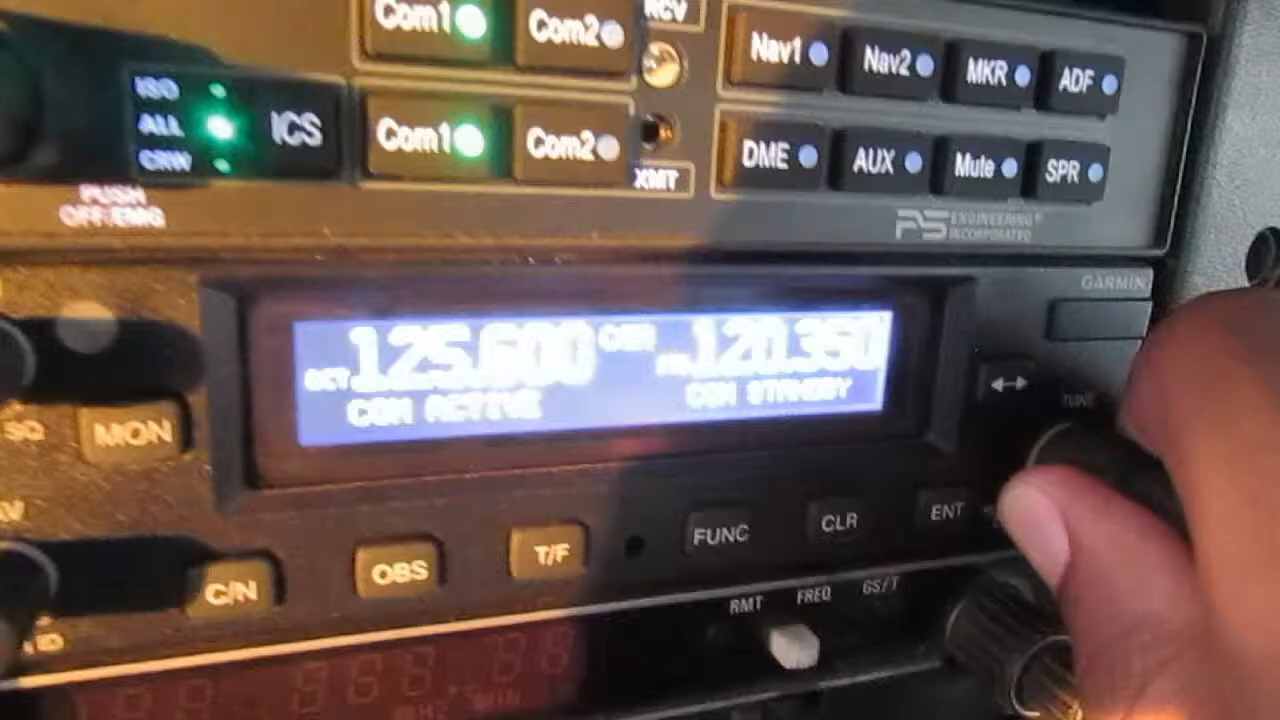 Com1 Com2 RCV Nav1 Nav2 MKR ADF
ISO
ALL ICS Com1 Com2 DME AUX Mute SPR
CRW XMT
PUSH
OFF/EMG
PS ENGINEERING®
INCORPORATED
GARMIN
125.600 120.350
COM ACTIVE COM STANDBY
TUNE
SQ MON
FUNC CLR ENT
C/N OBS T/F
RMT FREQ GS/T
MHz MIN